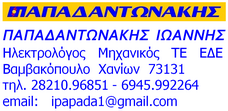 ΠΑΠΑΔΑΝΤΩΝΑΚΗΣ
ΠΑΠΑΔΑΝΤΩΝΑΚΗΣ ΙΩΑΝΝΗΣ
Ηλεκτρολόγος Μηχανικός ΤΕ ΕΔΕ
Βαμβακόπουλο Χανίων 73131
τηλ. 28210.96851 - 6945.992264
email: ipapada1@gmail.com